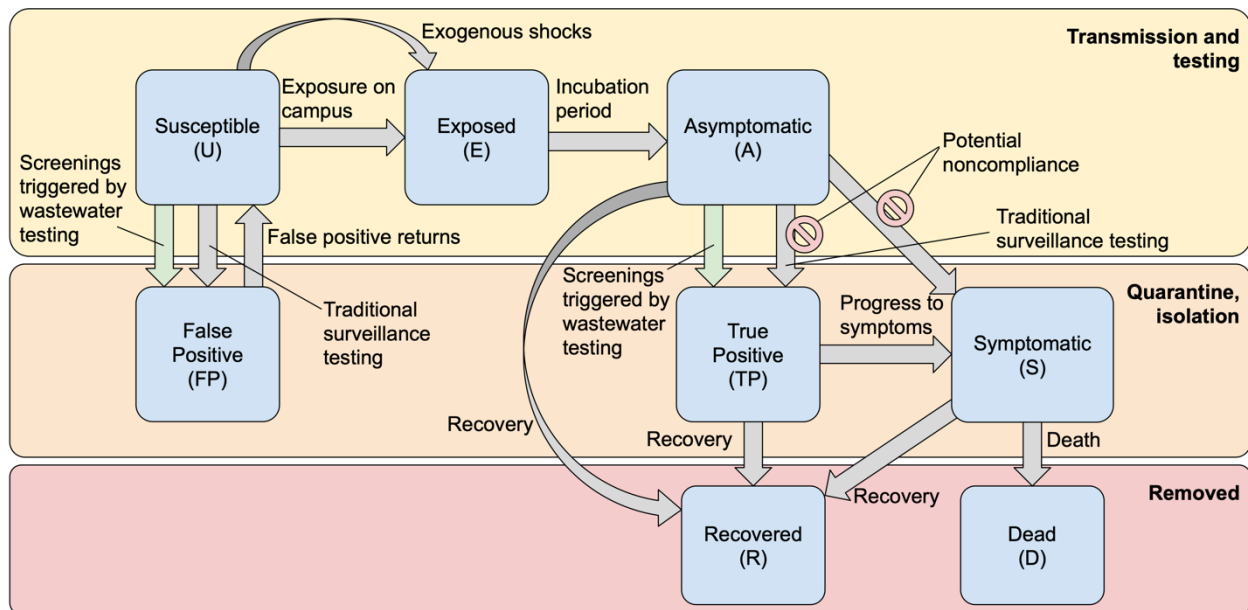 Exogenous shocks
Transmission and
testing
Exposure on
campus
Incubation
period
Susceptible
(U)
Exposed
(E)
Asymptomatic
(A)
Potential
noncompliance
Screenings
triggered by
wastewater
testing
False positive returns
Traditional
surveillance testing
Screenings
triggered by
wastewater
testing
Traditional
surveillance
testing
Progress to
symptoms
Quarantine,
isolation
False
Positive
(FP)
True
Positive
(TP)
Symptomatic
(S)
Recovery
Recovery
Death
Recovery
Removed
Recovered
(R)
Dead
(D)